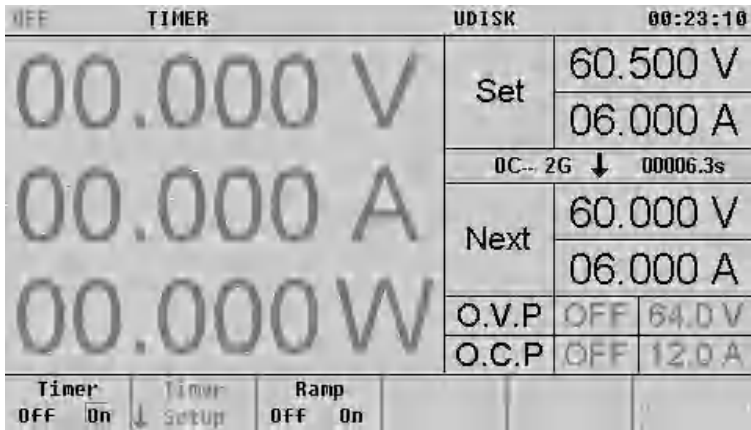 OFF TIMER UDISK 00:23:10
00.000 V
00.000 A
00.000 W
Set
60.500 V
06.000 A
0C-- 2G ↓ 00006.3s
Next
60.000 V
06.000 A
O.V.P OFF 64.0 V
O.C.P OFF 12.0 A
Timer
Off On
Timer
↓ Setup
Ramp
Off On